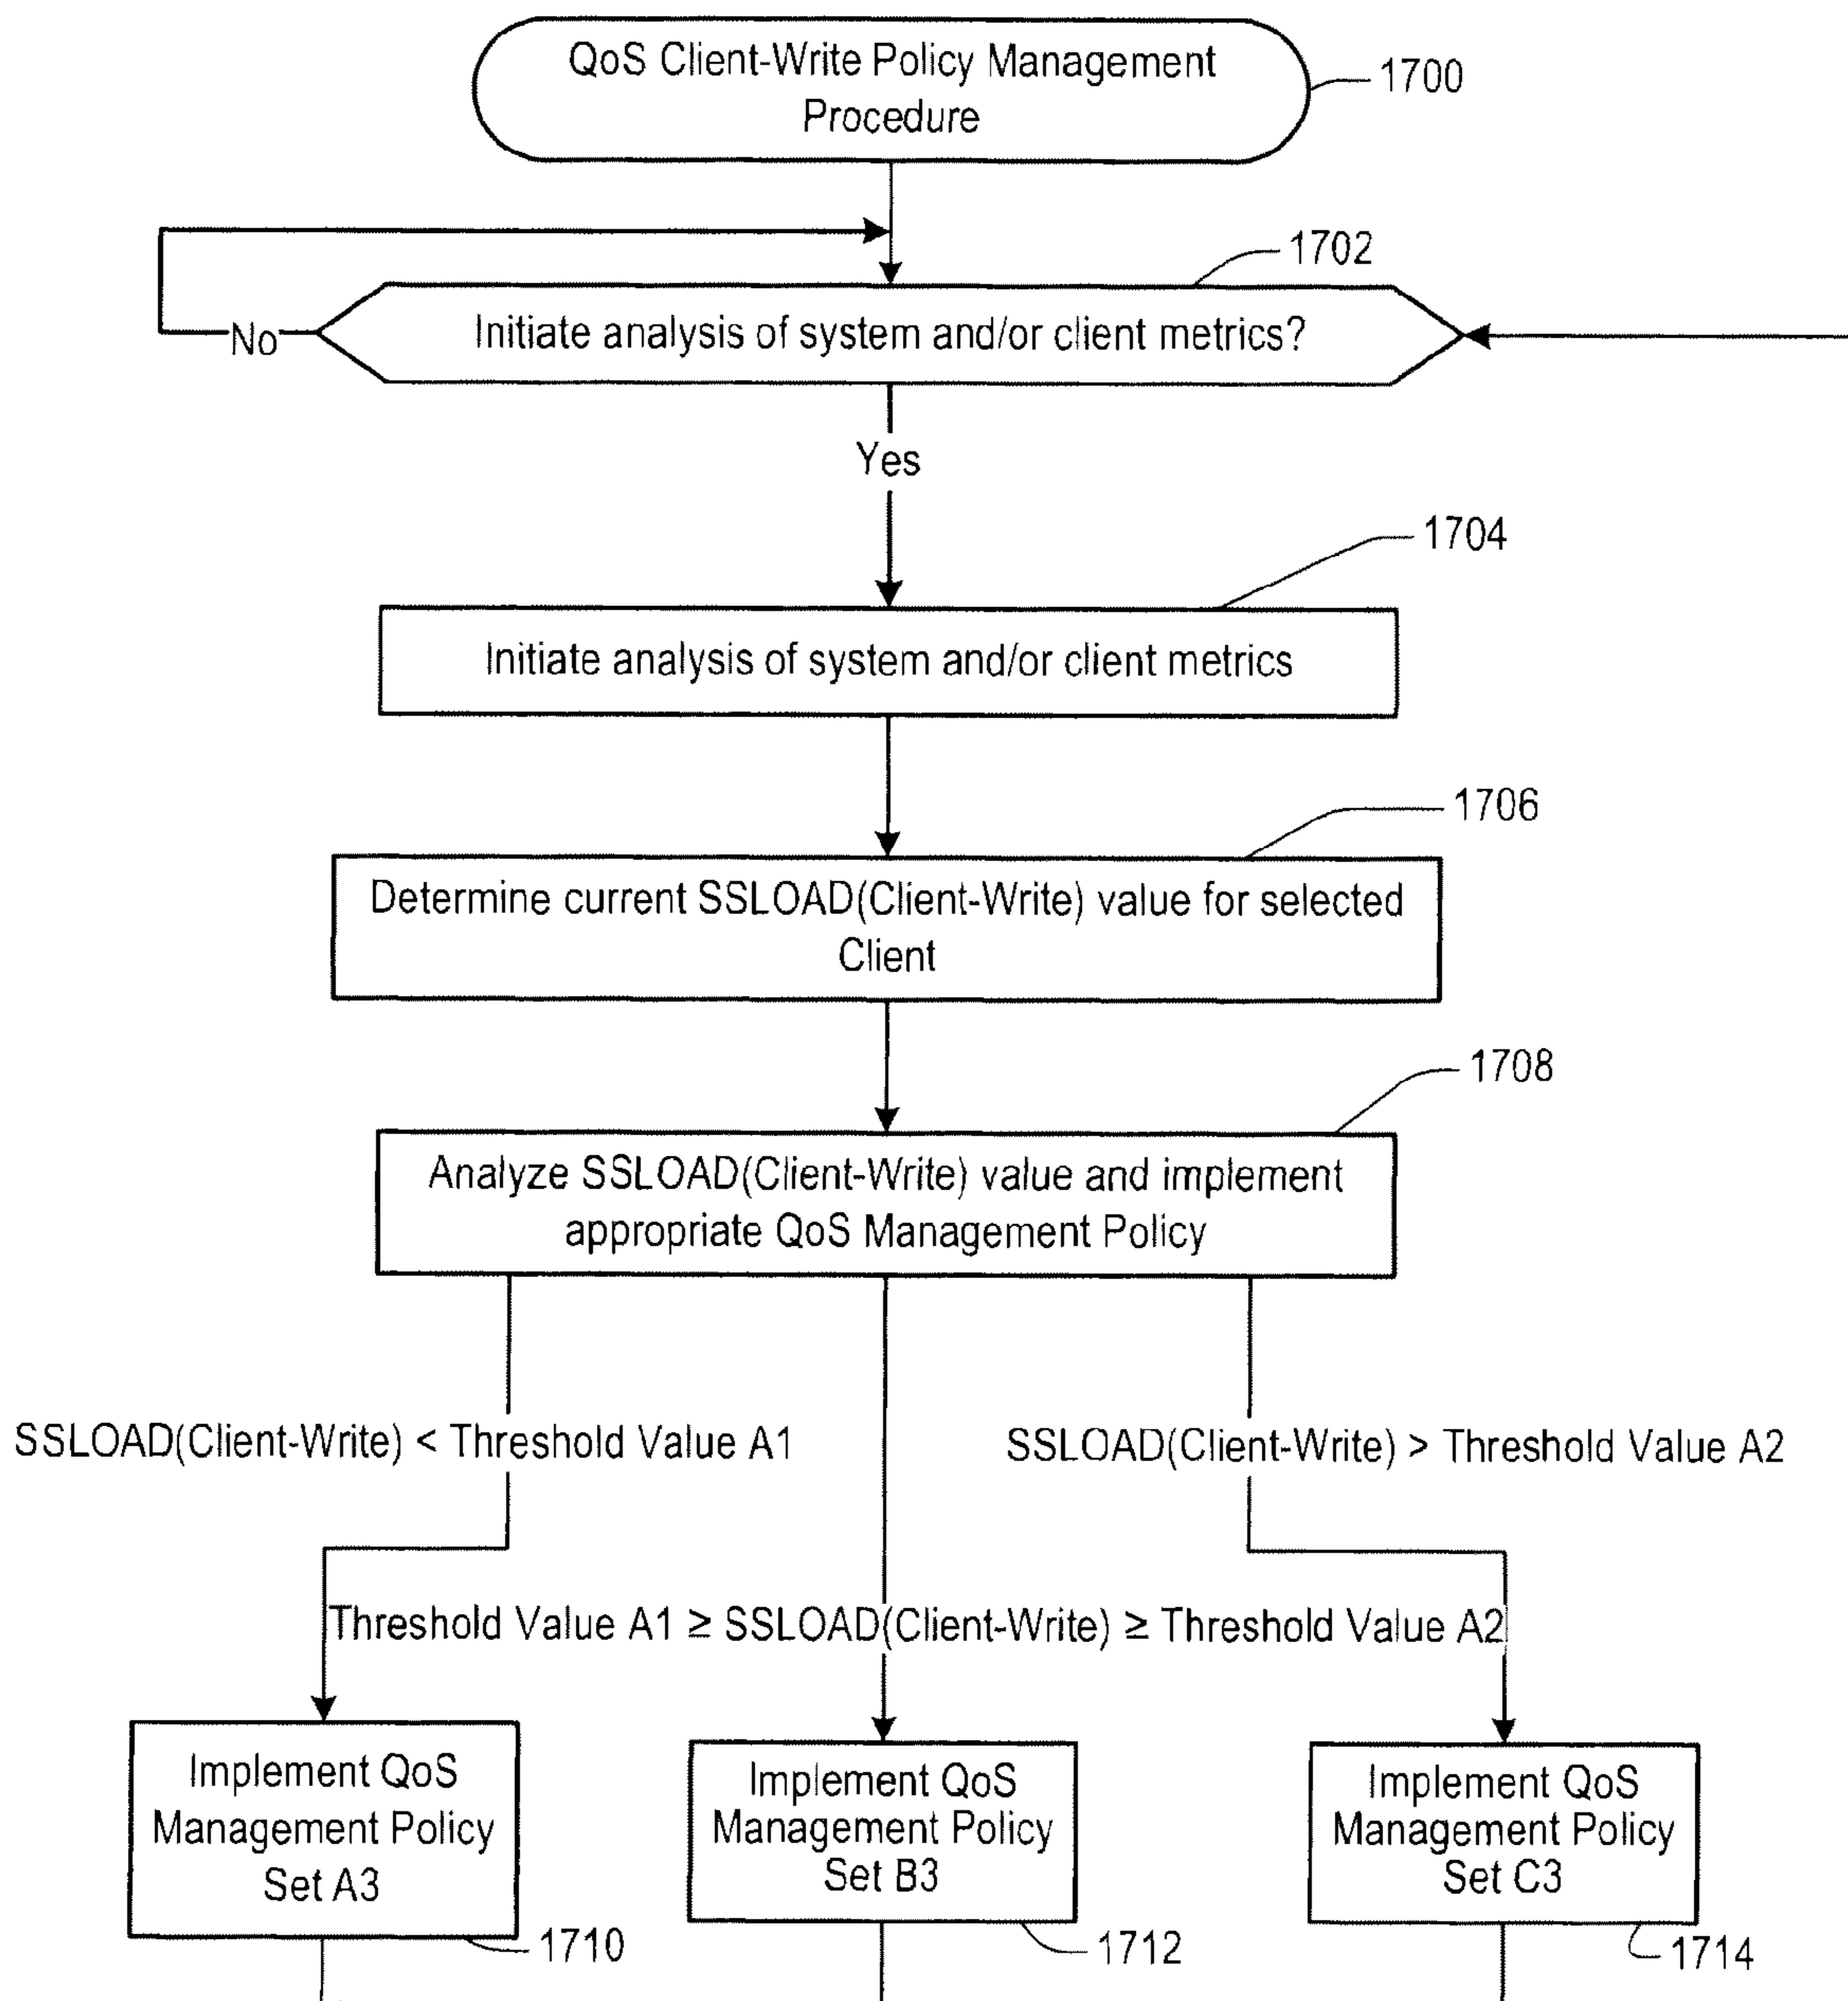 QoS Client-Write Policy Management
Procedure
1700
1702
Initiate analysis of system and/or client metrics?
No
Yes
1704
Initiate analysis of system and/or client metrics
1706
Determine current SSLOAD(Client-Write) value for selected
Client
1708
Analyze SSLOAD(Client-Write) value and implement
appropriate QoS Management Policy
SSLOAD(Client-Write) < Threshold Value A1
SSLOAD(Client-Write) > Threshold Value A2
Threshold Value A1 ≥ SSLOAD(Client-Write) ≥ Threshold Value A2
Implement QoS
Management Policy
Set A3
1710
Implement QoS
Management Policy
Set B3
1712
Implement QoS
Management Policy
Set C3
1714